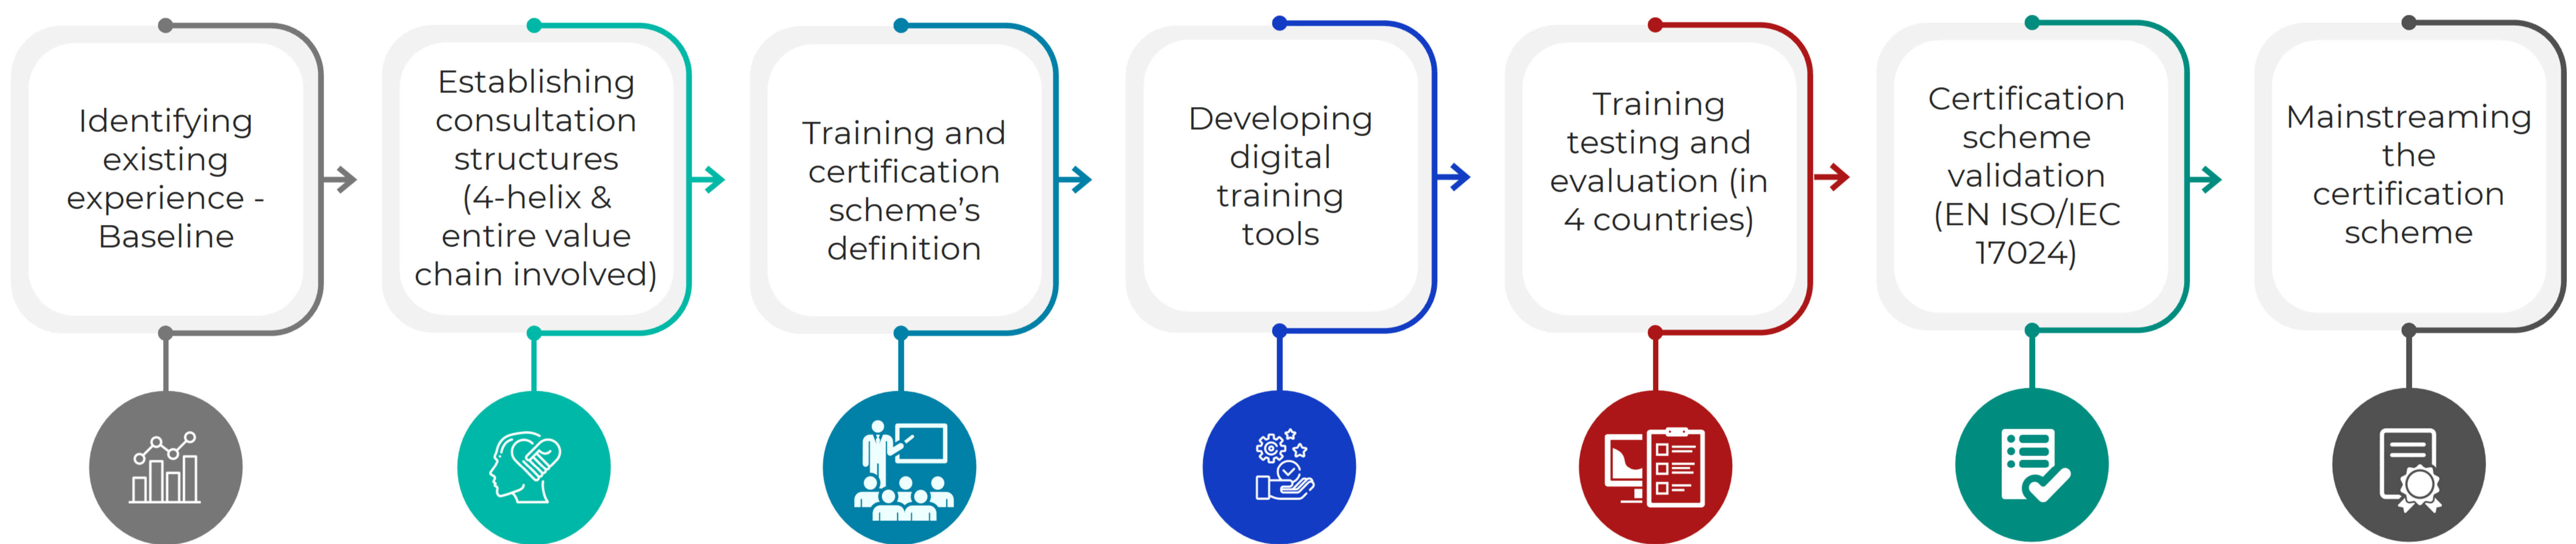 Identifying
existing
experience -
Baseline
Establishing
consultation
structures
(4-helix &
entire value
chain involved)
Training and
certification
scheme’s
definition
Developing
digital
training
tools
Training
testing and
evaluation (in
4 countries)
Certification
scheme
validation
(EN ISO/IEC
17024)
Mainstreaming
the
certification
scheme